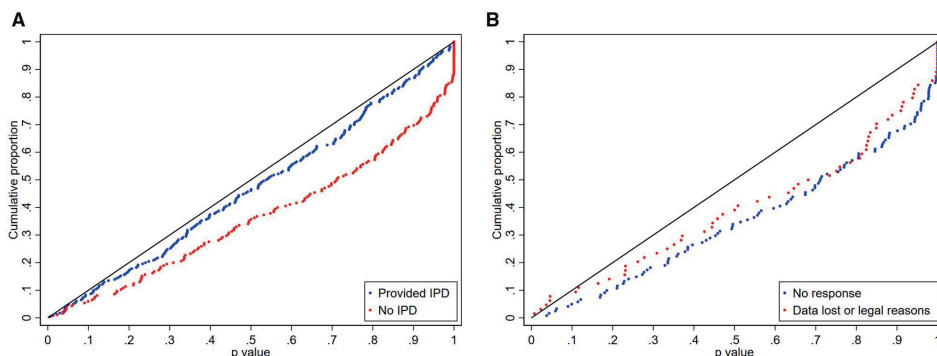 A
Cumulative proportion
1
.9
.8
.7
.6
.5
.4
.3
.2
.1
0
0 .1 .2 .3 .4 .5 .6 .7 .8 .9 1
p value
Provided IPD
No IPD
B
Cumulative proportion
1
.9
.8
.7
.6
.5
.4
.3
.2
.1
0
0 .1 .2 .3 .4 .5 .6 .7 .8 .9 1
p value
No response
Data lost or legal reasons